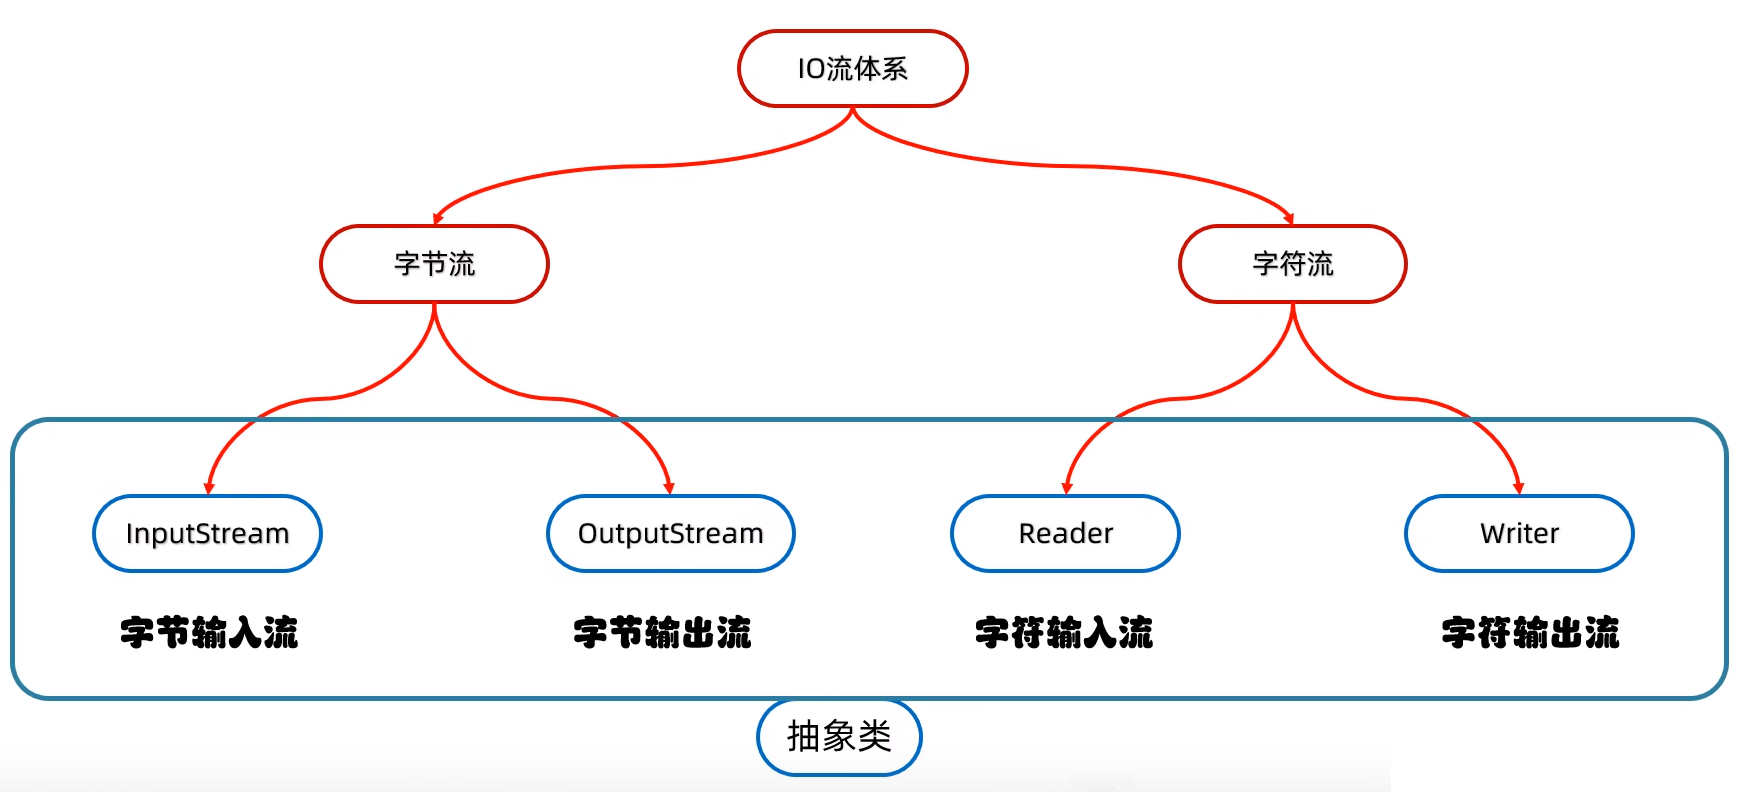 IO流体系
字节流
字符流
InputStream
OutputStream
Reader
Writer
字节输入流
字节输出流
字符输入流
字符输出流
抽象类